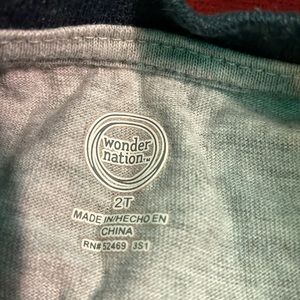 wonder
nation™
2T
MADE IN/HECHO EN
CHINA
RN# 52469 3S1